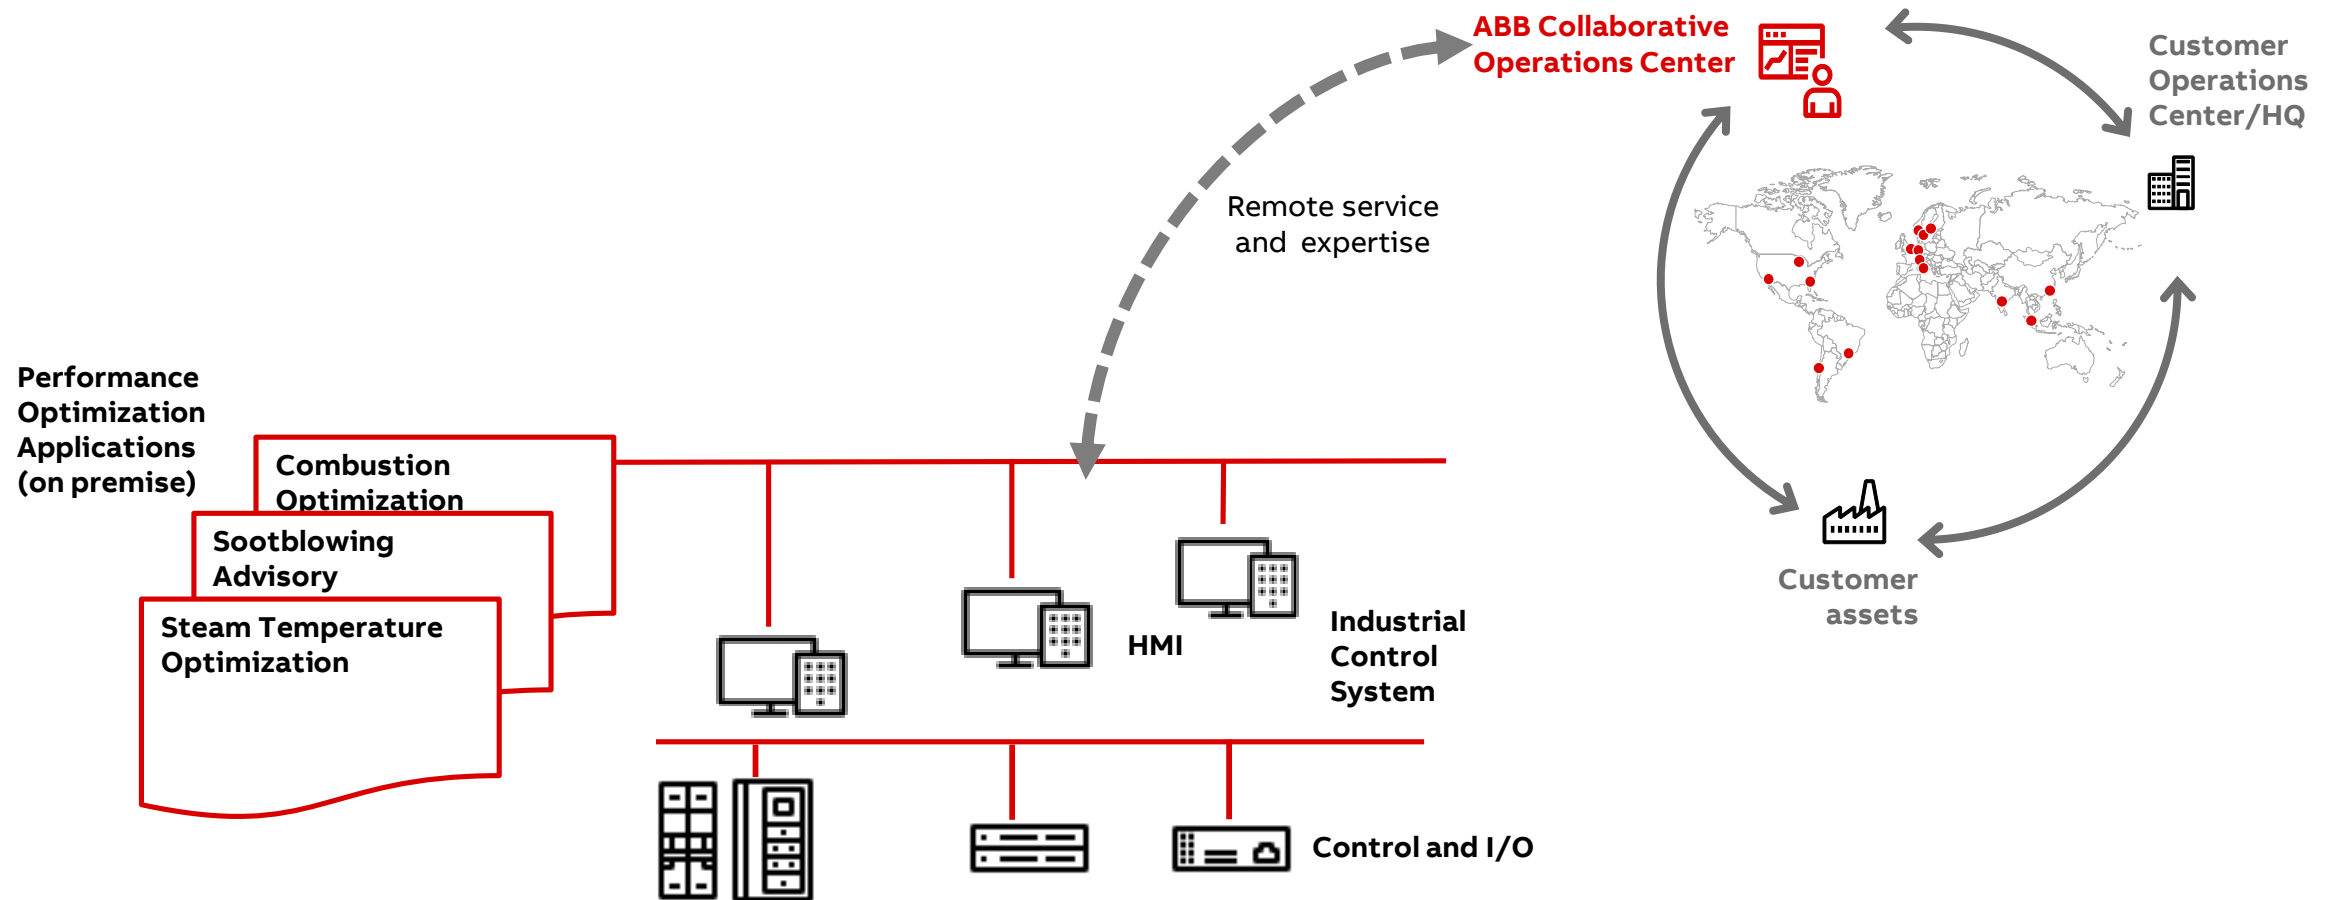 ABB Collaborative
Operations Center
Customer
Operations
Center/HQ
Remote service
and expertise
Performance
Optimization
Applications
(on premise)
Combustion
Optimization
Sootblowing
Advisory
Steam Temperature
Optimization
HMI
Industrial
Control
System
Customer
assets
Control and I/O